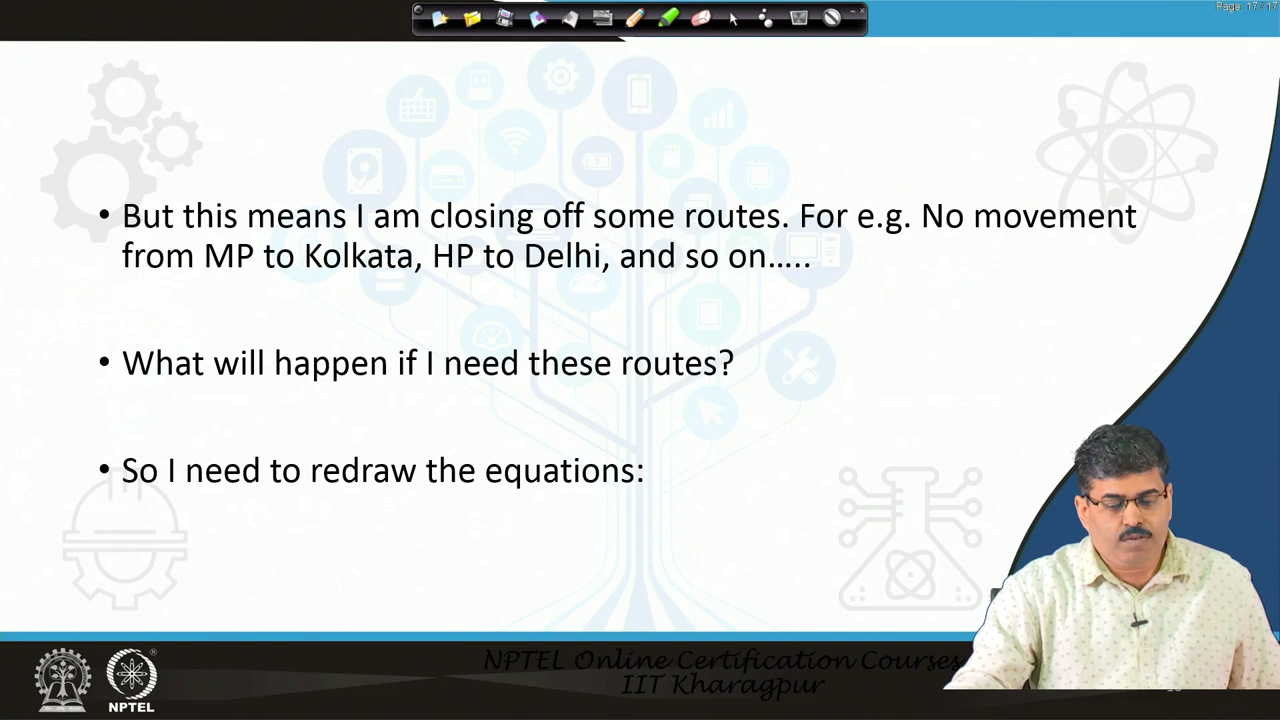 Page 17/17
• But this means I am closing off some routes. For e.g. No movement
from MP to Kolkata, HP to Delhi, and so on…..
• What will happen if I need these routes?
• So I need to redraw the equations:
NPTEL Online Certification Courses
IIT Kharagpur
NPTEL